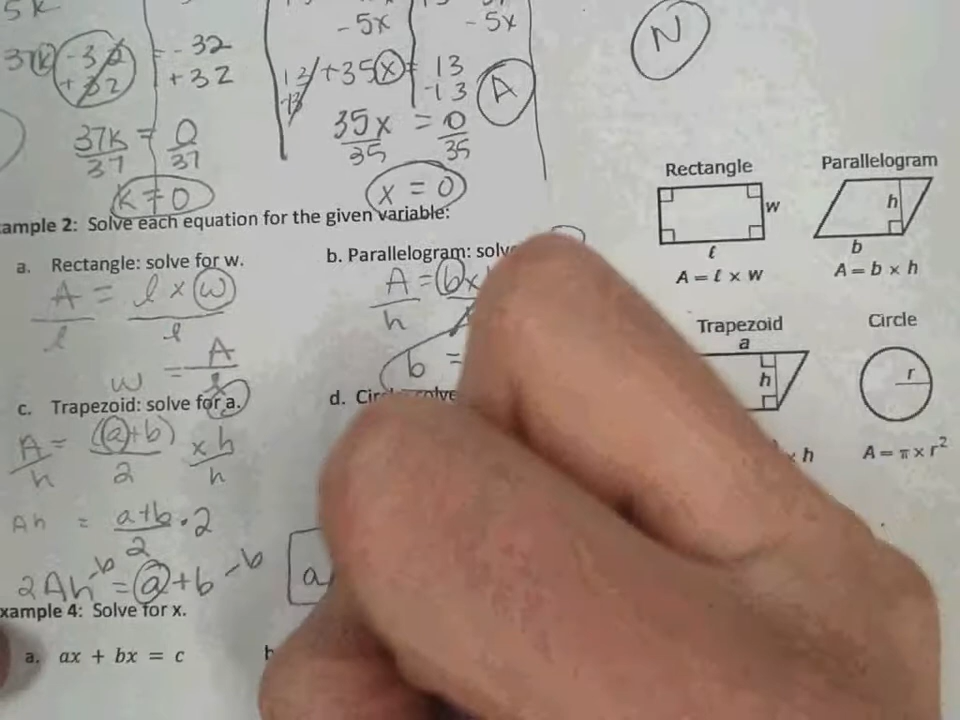 5k
37k -32 = -32
+32 +32
37k = 0
37 37
k = 0
-5x -5x
13 +35x = 13
-13 -13
35x = 0
35 35
x = 0
A
N
ample 2: Solve each equation for the given variable:
a. Rectangle: solve for w.
A = l x w
l l
w = A
l
b. Parallelogram: solv
A = b x
h
b =
c. Trapezoid: solve for a.
A = (a+b) x h
h 2 h
Ah = a+b . 2
2
2Ah -b = a + b -b
a
d. Circ
Rectangle
w
ℓ
A = ℓ x w
Parallelogram
h
b
A = b x h
Trapezoid
a
h
x h
Circle
r
A = π x r²
xample 4: Solve for x.
a. ax + bx = c